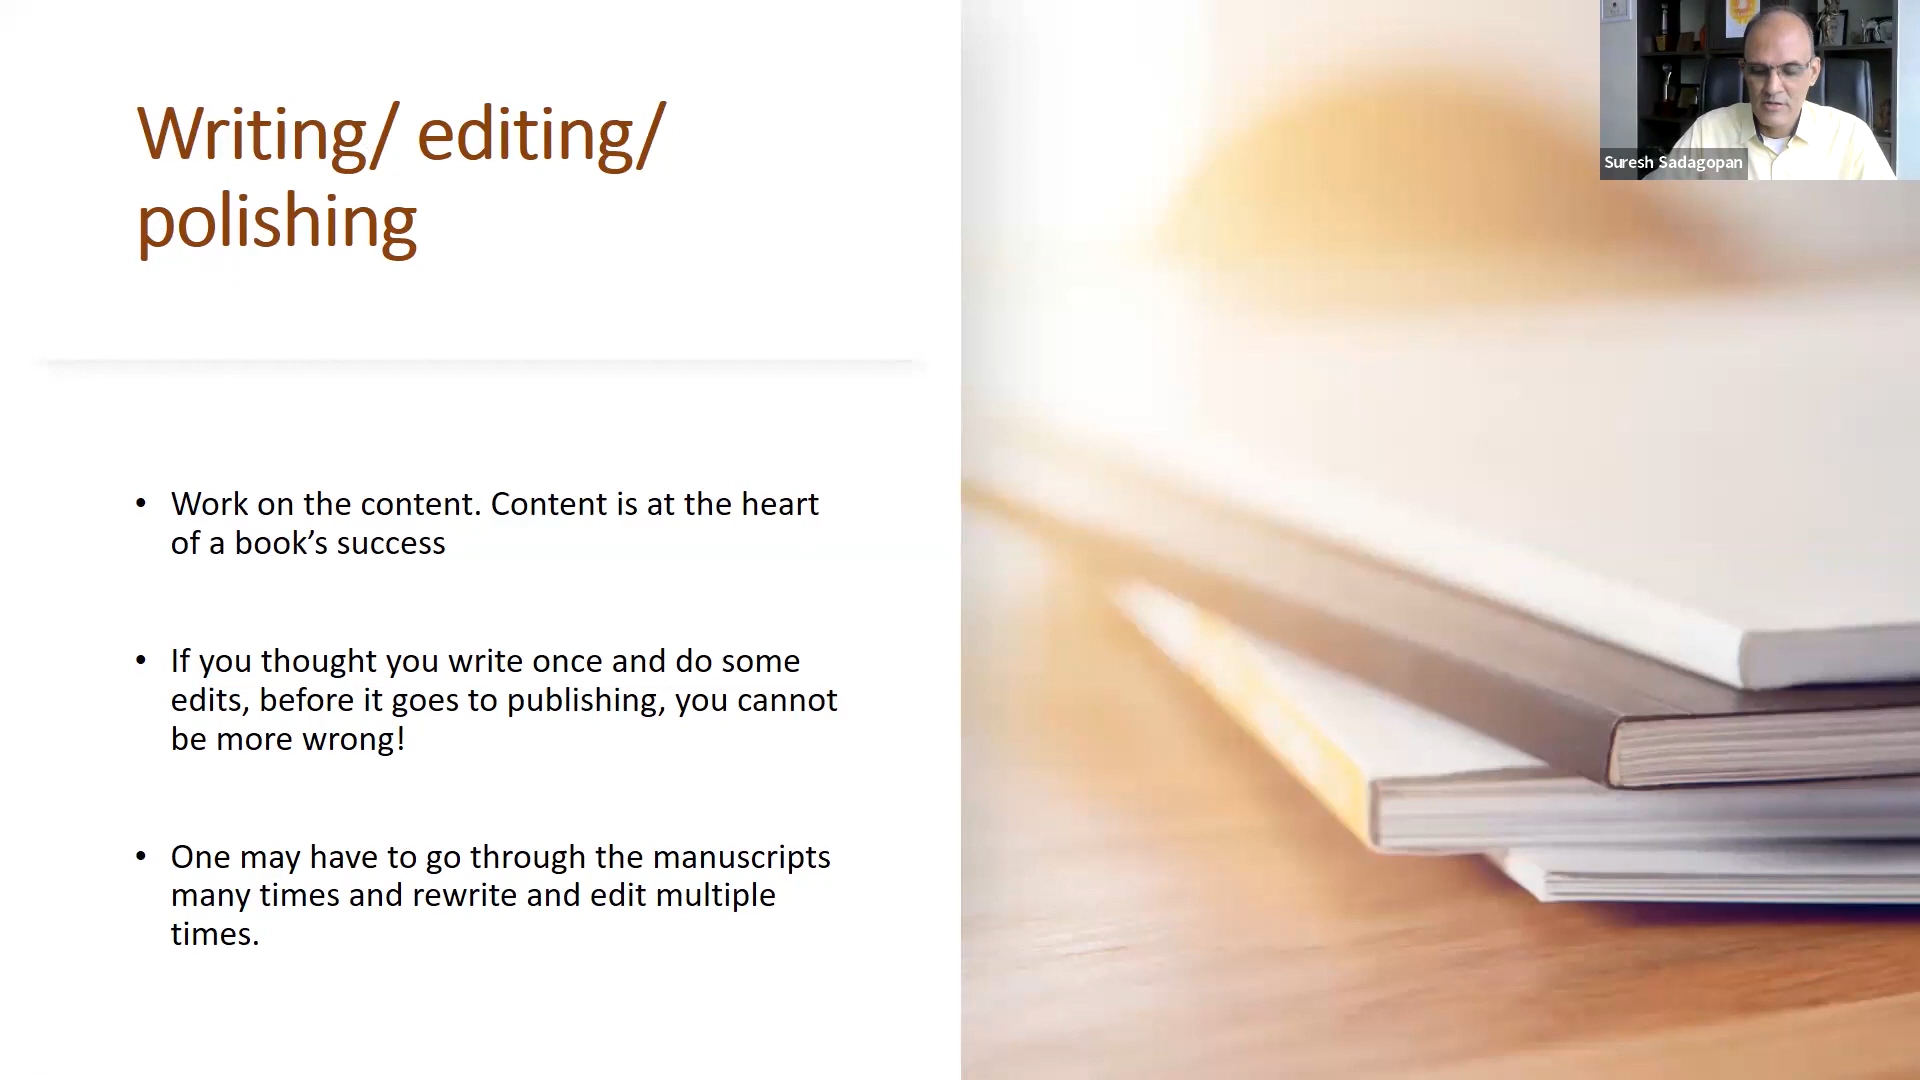 Writing/ editing/
polishing
• Work on the content. Content is at the heart
of a book’s success
• If you thought you write once and do some
edits, before it goes to publishing, you cannot
be more wrong!
• One may have to go through the manuscripts
many times and rewrite and edit multiple
times.
Suresh Sadagopan